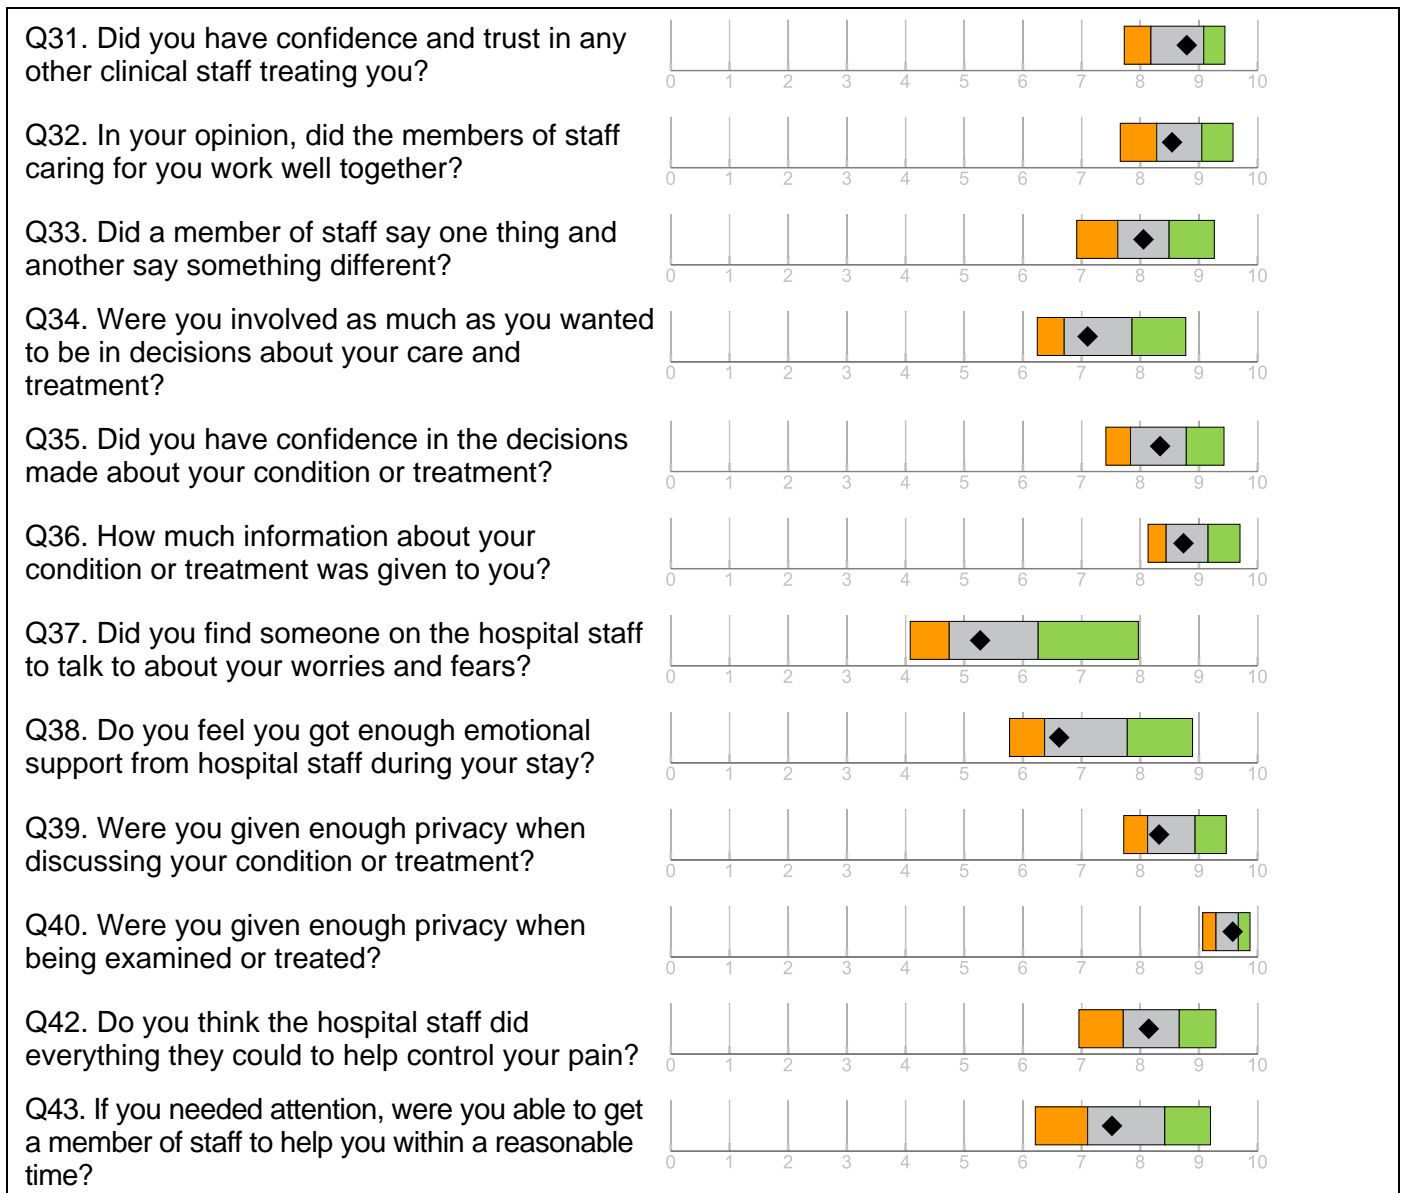 Q31. Did you have confidence and trust in any
other clinical staff treating you?
0 1 2 3 4 5 6 7 8 9 10
Q32. In your opinion, did the members of staff
caring for you work well together?
0 1 2 3 4 5 6 7 8 9 10
Q33. Did a member of staff say one thing and
another say something different?
0 1 2 3 4 5 6 7 8 9 10
Q34. Were you involved as much as you wanted
to be in decisions about your care and
treatment?
0 1 2 3 4 5 6 7 8 9 10
Q35. Did you have confidence in the decisions
made about your condition or treatment?
0 1 2 3 4 5 6 7 8 9 10
Q36. How much information about your
condition or treatment was given to you?
0 1 2 3 4 5 6 7 8 9 10
Q37. Did you find someone on the hospital staff
to talk to about your worries and fears?
0 1 2 3 4 5 6 7 8 9 10
Q38. Do you feel you got enough emotional
support from hospital staff during your stay?
0 1 2 3 4 5 6 7 8 9 10
Q39. Were you given enough privacy when
discussing your condition or treatment?
0 1 2 3 4 5 6 7 8 9 10
Q40. Were you given enough privacy when
being examined or treated?
0 1 2 3 4 5 6 7 8 9 10
Q42. Do you think the hospital staff did
everything they could to help control your pain?
0 1 2 3 4 5 6 7 8 9 10
Q43. If you needed attention, were you able to get
a member of staff to help you within a reasonable
time?
0 1 2 3 4 5 6 7 8 9 10